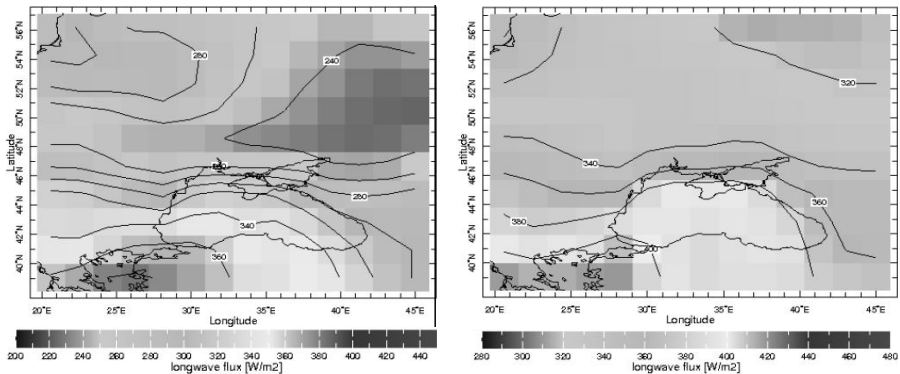 56°N
54°N
52°N
50°N
48°N
46°N
44°N
42°N
40°N
Latitude
280
240
280
340
360
20°E 25°E 30°E 35°E 40°E 45°E
Longitude
200 220 240 260 280 300 320 340 360 380 400 420 440
longwave flux [W/m2]
56°N
54°N
52°N
50°N
48°N
46°N
44°N
42°N
40°N
Latitude
320
340
360
380
20°E 25°E 30°E 35°E 40°E 45°E
Longitude
280 300 320 340 360 380 400 420 440 460 480
longwave flux [W/m2]